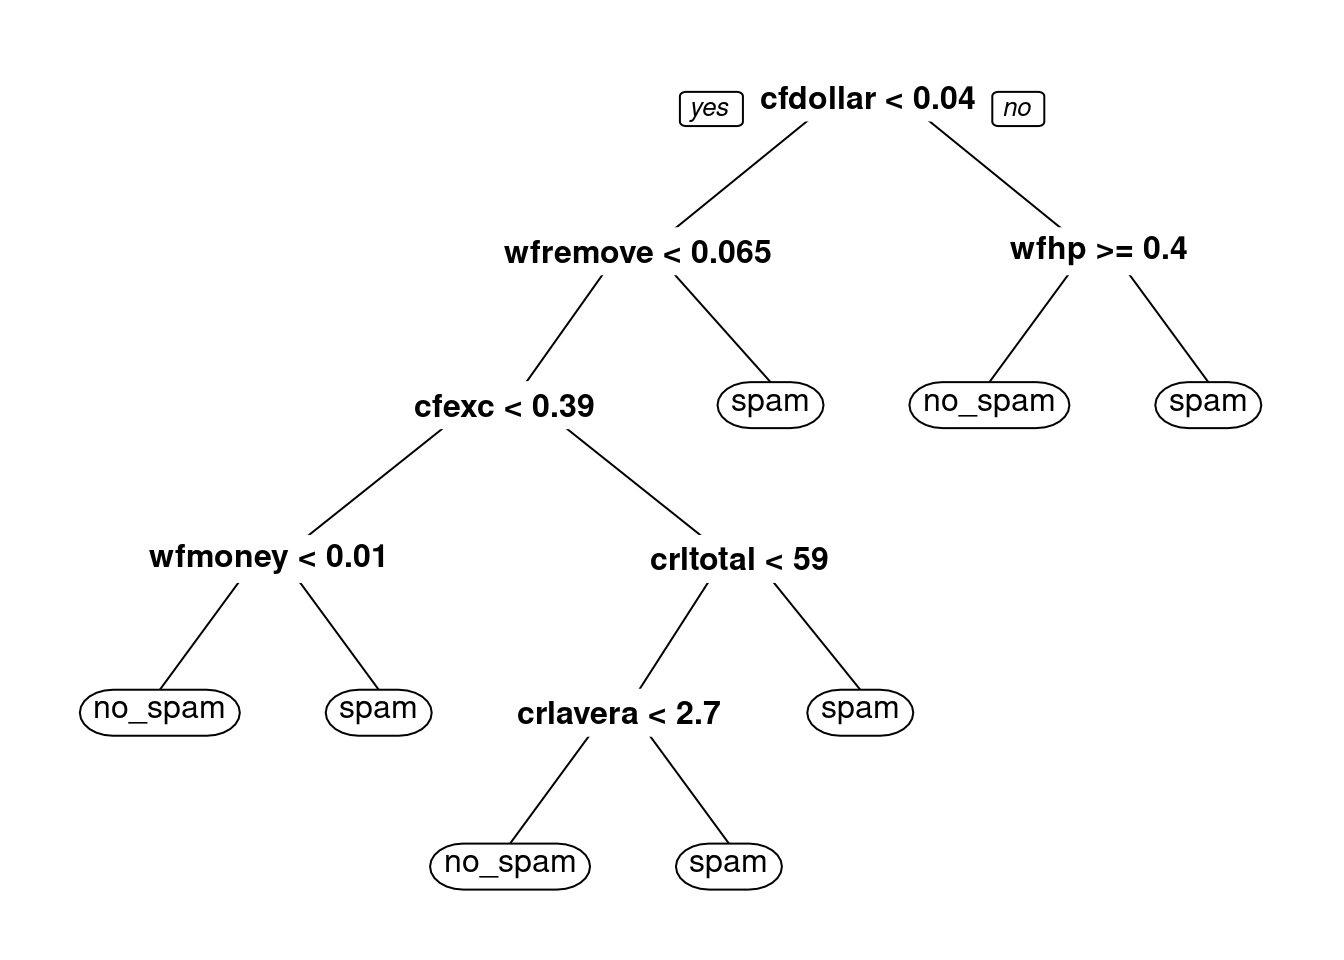 yes cfdollar < 0.04 no
wfremove < 0.065
wfhp >= 0.4
cfexc < 0.39
spam
no_spam
spam
wfmoney < 0.01
crltotal < 59
no_spam
spam
crlavera < 2.7
spam
no_spam
spam